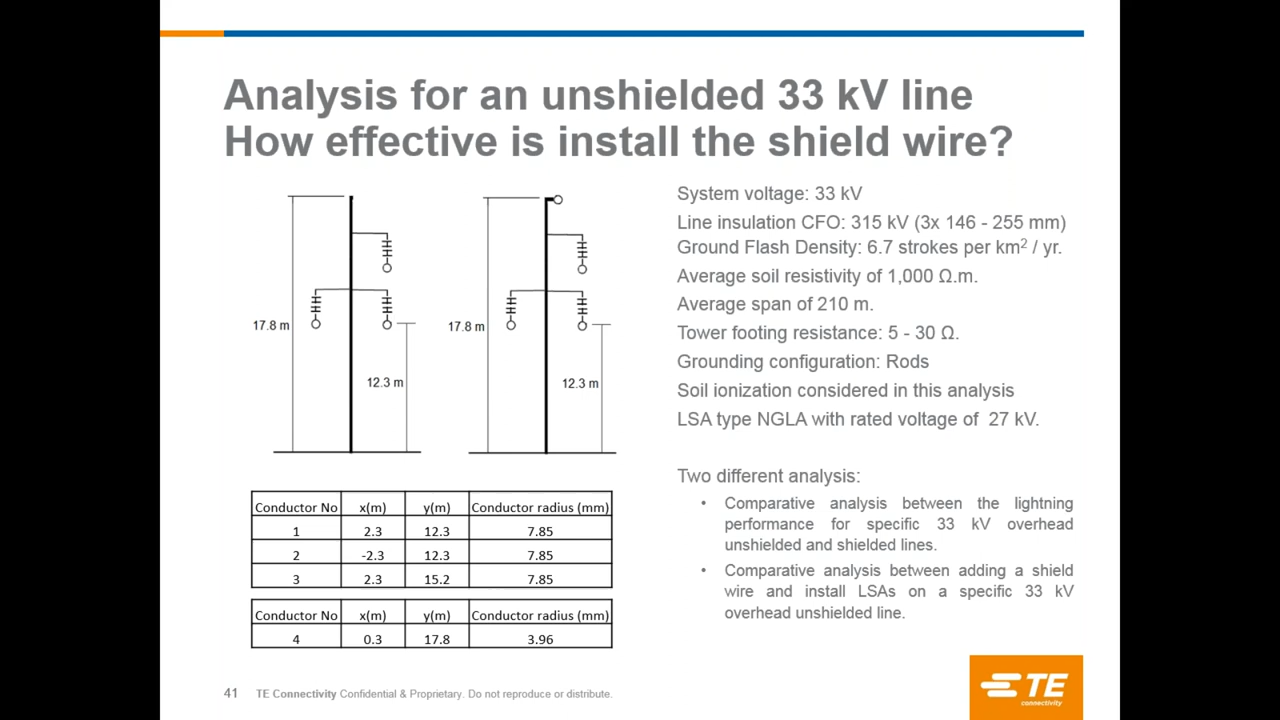 Analysis for an unshielded 33 kV line
How effective is install the shield wire?
17.8 m
12.3 m
17.8 m
12.3 m
System voltage: 33 kV
Line insulation CFO: 315 kV (3x 146 - 255 mm)
Ground Flash Density: 6.7 strokes per km² / yr.
Average soil resistivity of 1,000 Ω.m.
Average span of 210 m.
Tower footing resistance: 5 - 30 Ω.
Grounding configuration: Rods
Soil ionization considered in this analysis
LSA type NGLA with rated voltage of 27 kV.
Two different analysis:
• Comparative analysis between the lightning
performance for specific 33 kV overhead
unshielded and shielded lines.
• Comparative analysis between adding a shield
wire and install LSAs on a specific 33 kV
overhead unshielded line.
Conductor No x(m) y(m) Conductor radius (mm)
1 2.3 12.3 7.85
2 -2.3 12.3 7.85
3 2.3 15.2 7.85
Conductor No x(m) y(m) Conductor radius (mm)
4 0.3 17.8 3.96
41 TE Connectivity Confidential & Proprietary. Do not reproduce or distribute.
TE
connectivity